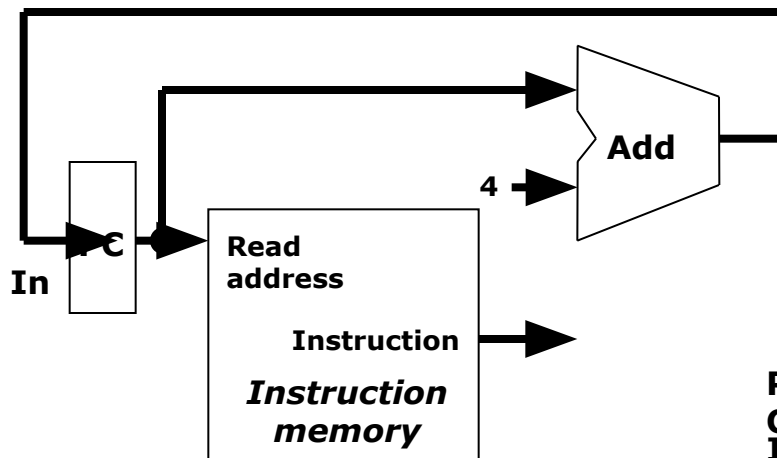 Add
4
PC
In
Read
address
Instruction
Instruction
memory